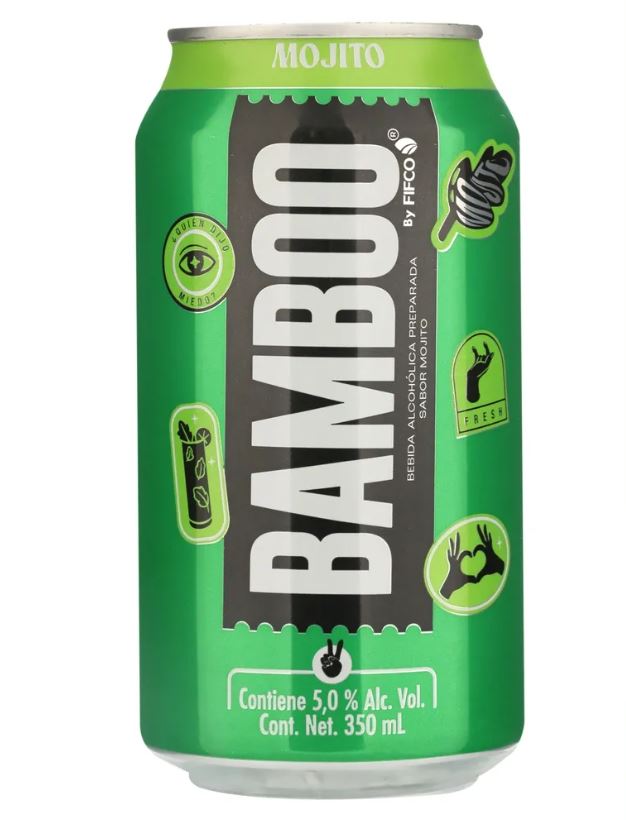 MOJITO
BAMBOO
®
By FIFCO
BEBIDA ALCOHÓLICA PREPARADA
SABOR MOJITO
¿QUIEN DIJO
MIEDO?
FRESH
Contiene 5,0 % Alc. Vol.
Cont. Net. 350 mL